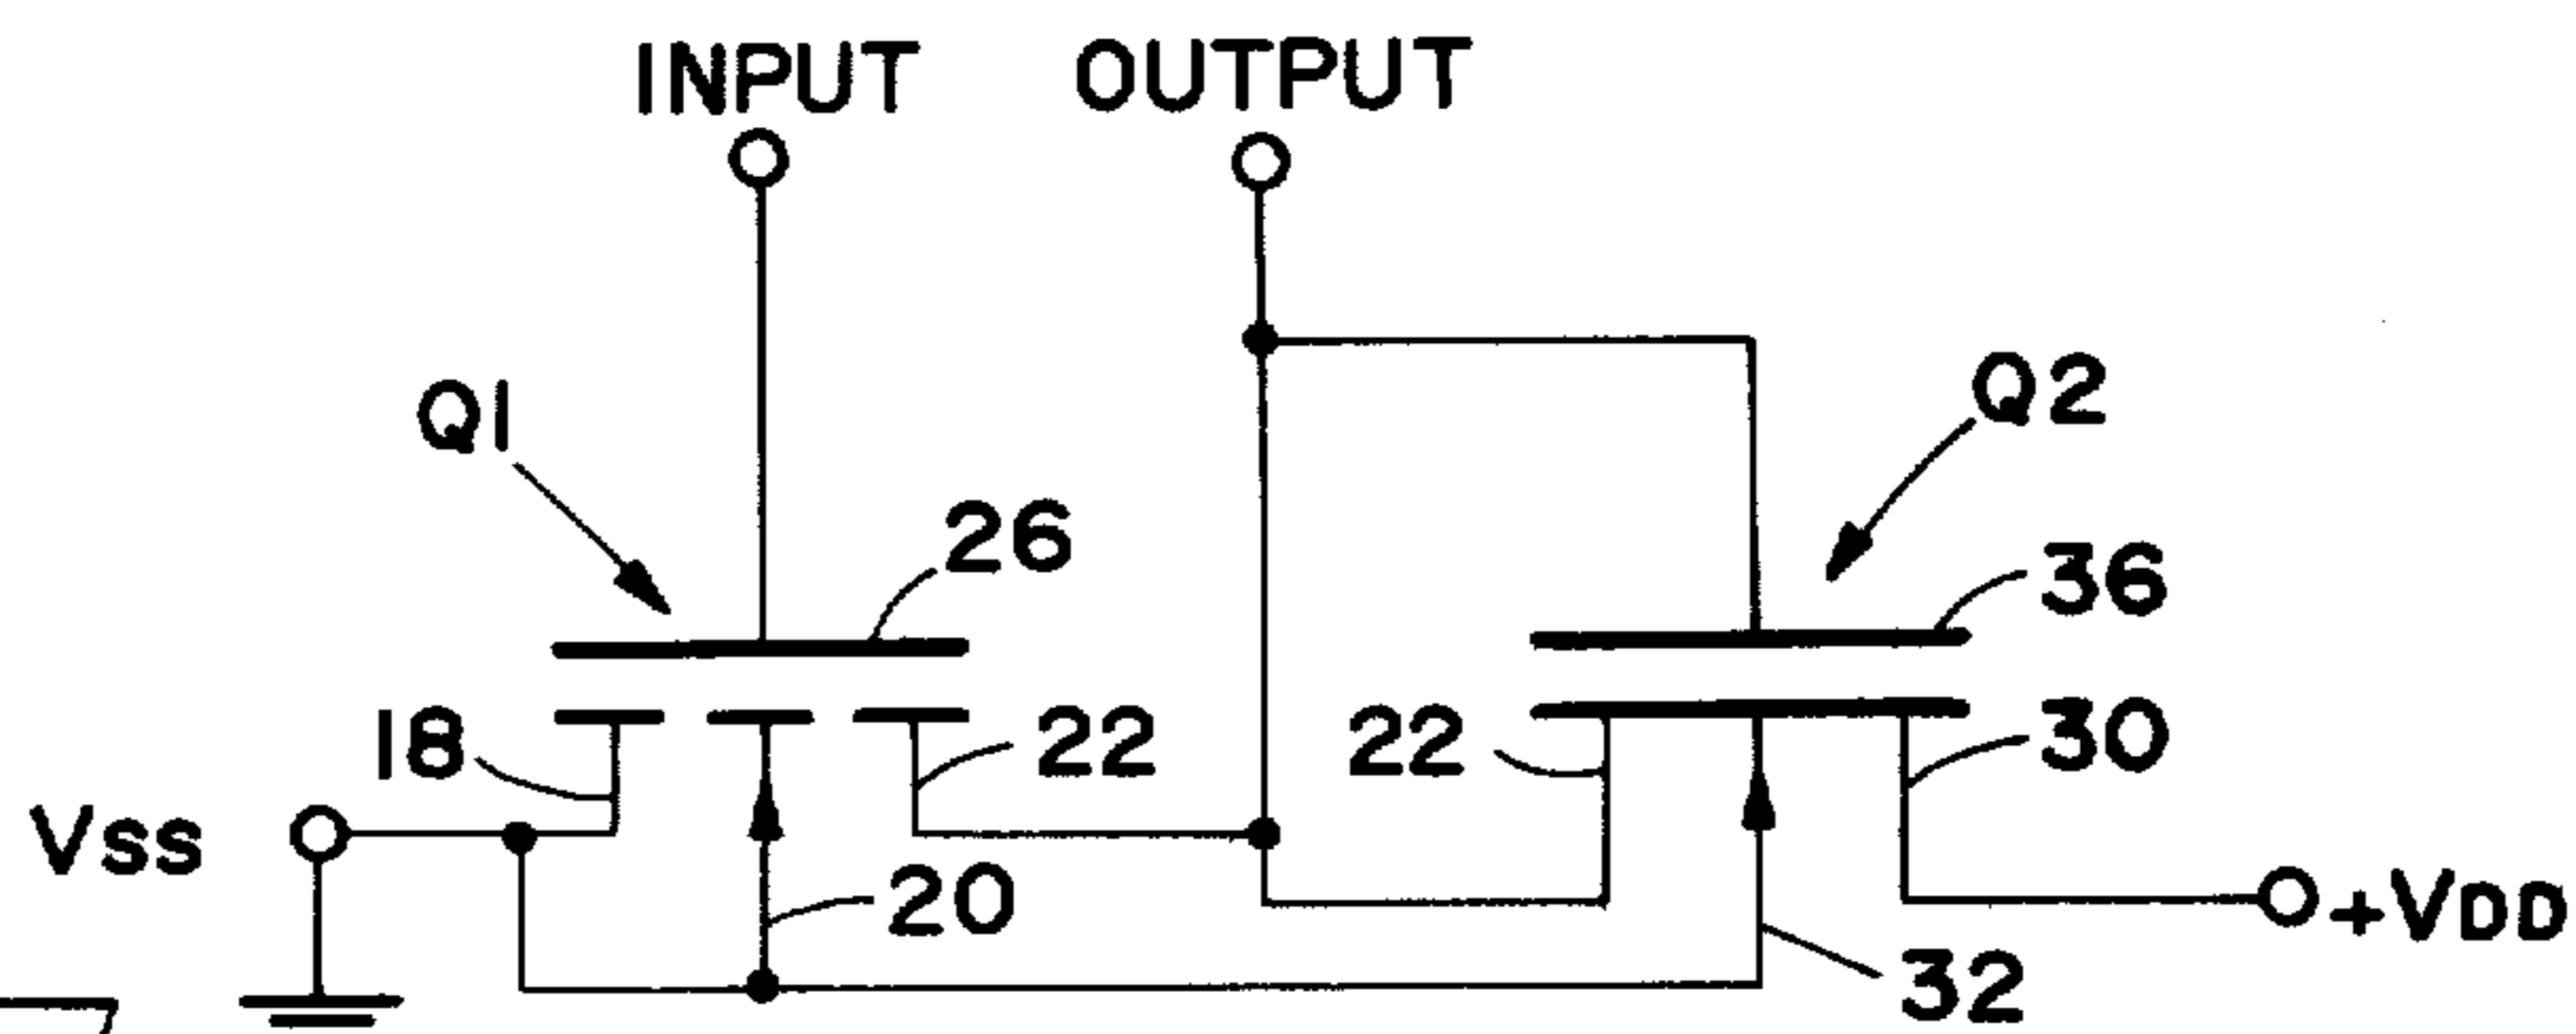 INPUT OUTPUT
Q1 Q2
26 36
18 22 22 30
VSS 20 +VDD
32